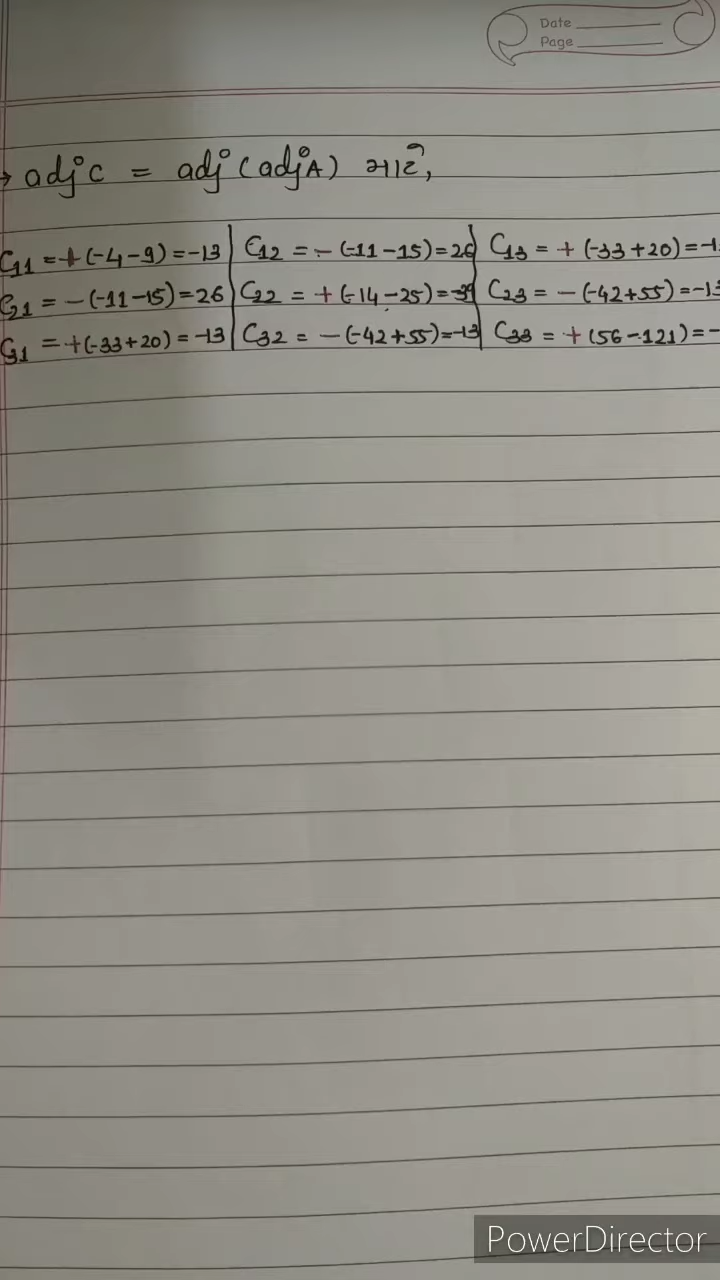 Date
Page
→ adj C = adj (adj A) માટે,
C11 = + (-4-9) = -13 | C12 = - (-11-15) = 26 | C13 = + (-33+20) = -1
C21 = - (-11-15) = 26 | C22 = + (-14-25) = -39 | C23 = - (-42+55) = -13
C31 = + (-33+20) = -13 | C32 = - (-42+55) = -13 | C33 = + (56-121) = -
PowerDirector